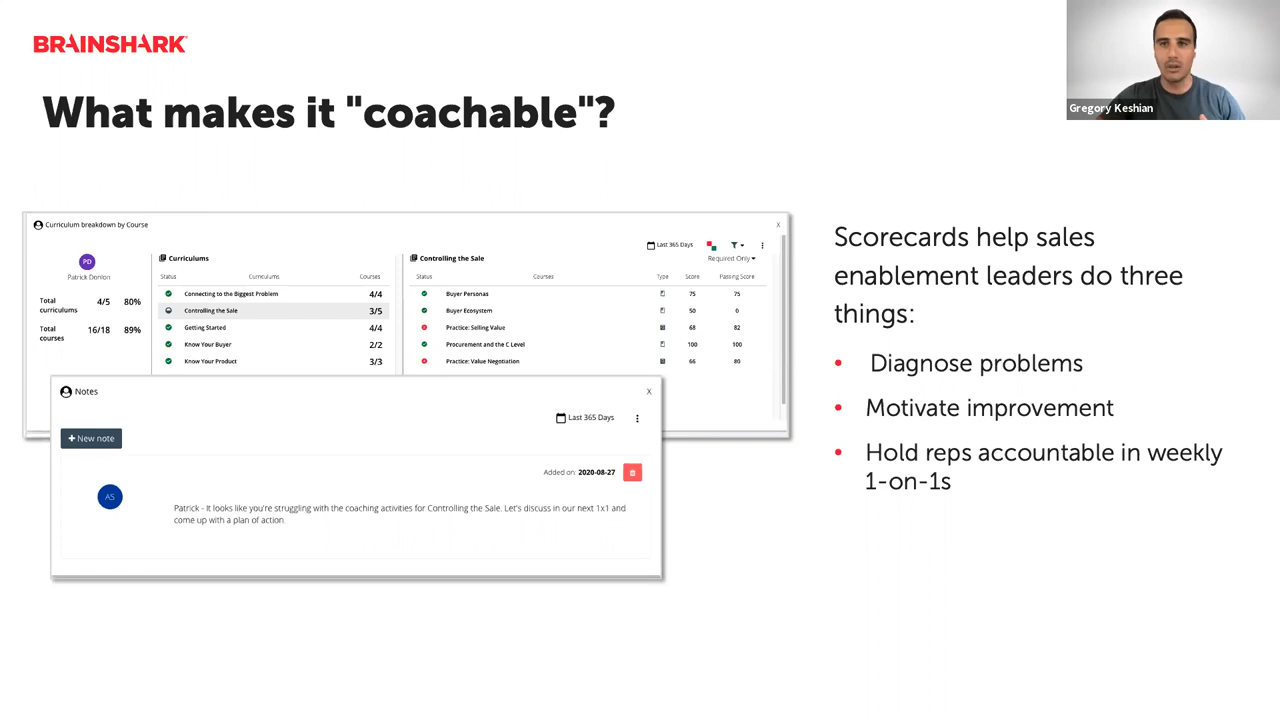 BRAINSHARK
Gregory Keshian
What makes it "coachable"?
Curriculum breakdown by Course
X
Last 365 Days
PD
Patrick Donlon
Total curriculums 4/5 80%
Total courses 16/18 89%
Curriculums
Status Curriculums Courses
Connecting to the Biggest Problem 4/4
Controlling the Sale 3/5
Getting Started 4/4
Know Your Buyer 2/2
Know Your Product 3/3
Controlling the Sale
Required Only
Status Courses Type Score Passing Score
Buyer Personas 75 75
Buyer Ecosystem 50 0
Practice: Selling Value 68 82
Procurement and the C Level 100 100
Practice: Value Negotiation 66 80
Notes
X
Last 365 Days
+ New note
Added on: 2020-08-27
AS
Patrick - It looks like you're struggling with the coaching activities for Controlling the Sale. Let's discuss in our next 1x1 and
come up with a plan of action.
Scorecards help sales
enablement leaders do three
things:
• Diagnose problems
• Motivate improvement
• Hold reps accountable in weekly
1-on-1s